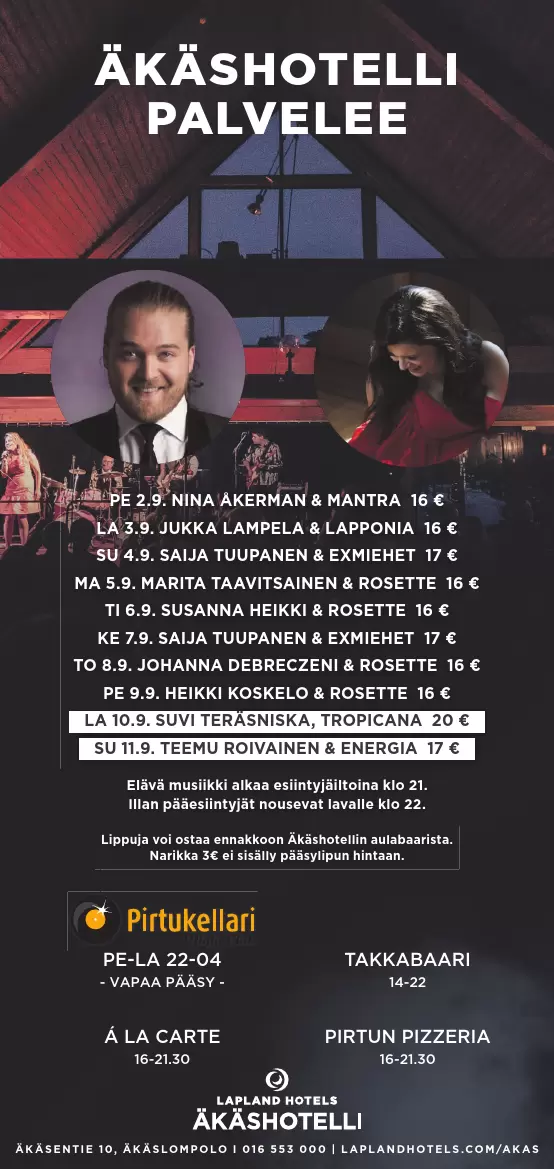 ÄKÄSHOTELLI
PALVELEE
PE 2.9. NINA ÅKERMAN & MANTRA 16 €
LA 3.9. JUKKA LAMPELA & LAPPONIA 16 €
SU 4.9. SAIJA TUUPANEN & EXMIEHET 17 €
MA 5.9. MARITA TAAVITSAINEN & ROSETTE 16 €
TI 6.9. SUSANNA HEIKKI & ROSETTE 16 €
KE 7.9. SAIJA TUUPANEN & EXMIEHET 17 €
TO 8.9. JOHANNA DEBRECZENI & ROSETTE 16 €
PE 9.9. HEIKKI KOSKELO & ROSETTE 16 €
LA 10.9. SUVI TERÄSNISKA, TROPICANA 20 €
SU 11.9. TEEMU ROIVAINEN & ENERGIA 17 €
Elävä musiikki alkaa esiintyjäiltoina klo 21.
Illan pääesiintyjät nousevat lavalle klo 22.
Lippuja voi ostaa ennakkoon Äkäshotellin aulabaarista.
Narikka 3€ ei sisälly pääsylipun hintaan.
Pirtukellari
PE-LA 22-04
- VAPAA PÄÄSY -
TAKKABAARI
14-22
Á LA CARTE
16-21.30
PIRTUN PIZZERIA
16-21.30
LAPLAND HOTELS
ÄKÄSHOTELLI
ÄKÄSENTIE 10, ÄKÄSLOMPOLO I 016 553 000 | LAPLANDHOTELS.COM/AKAS